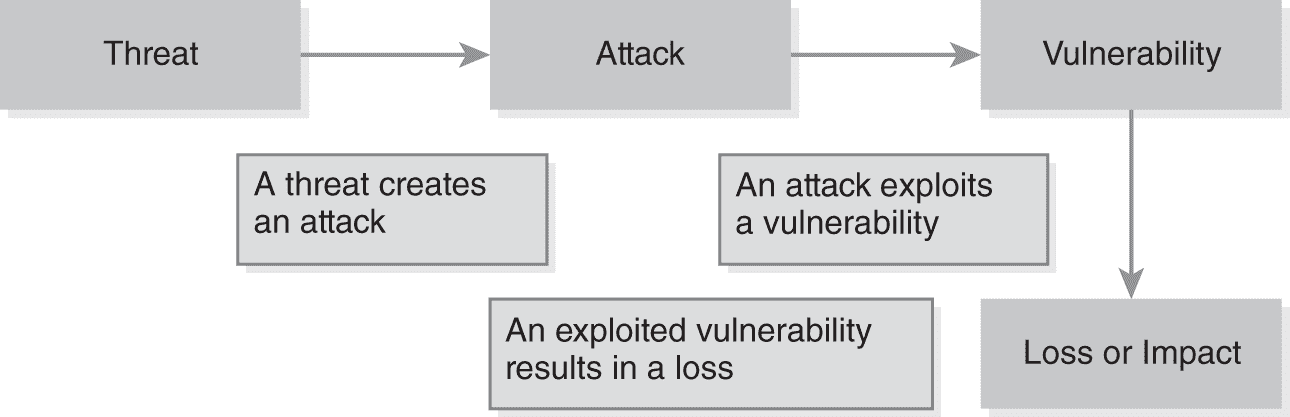 Threat
Attack
Vulnerability
A threat creates
an attack
An attack exploits
a vulnerability
An exploited vulnerability
results in a loss
Loss or Impact